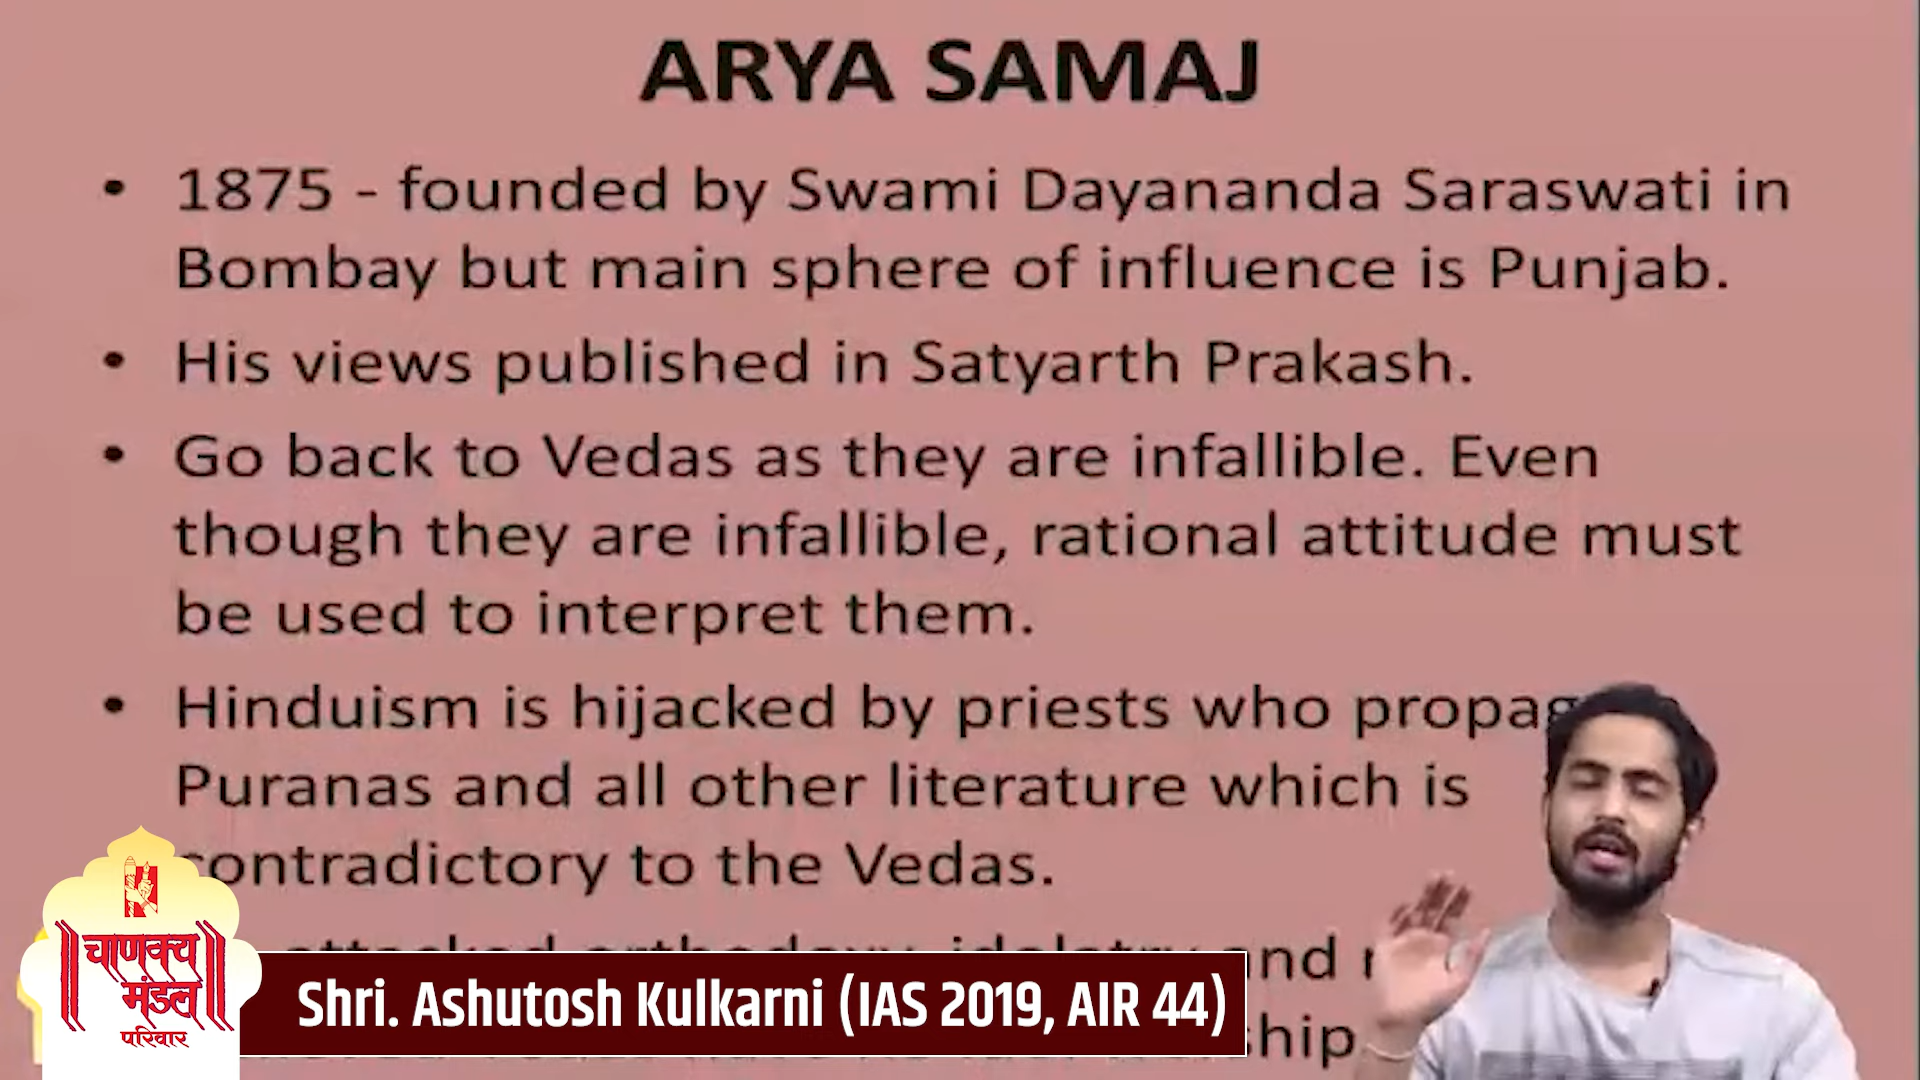 ARYA SAMAJ
• 1875 - founded by Swami Dayananda Saraswati in
Bombay but main sphere of influence is Punjab.
• His views published in Satyarth Prakash.
• Go back to Vedas as they are infallible. Even
though they are infallible, rational attitude must
be used to interpret them.
• Hinduism is hijacked by priests who
Puranas and all other literature which is
contradictory to the Vedas.
attacked orthodoxy, idolatry and
चाणक्य
मंडल
परिवार
Shri. Ashutosh Kulkarni (IAS 2019, AIR 44)